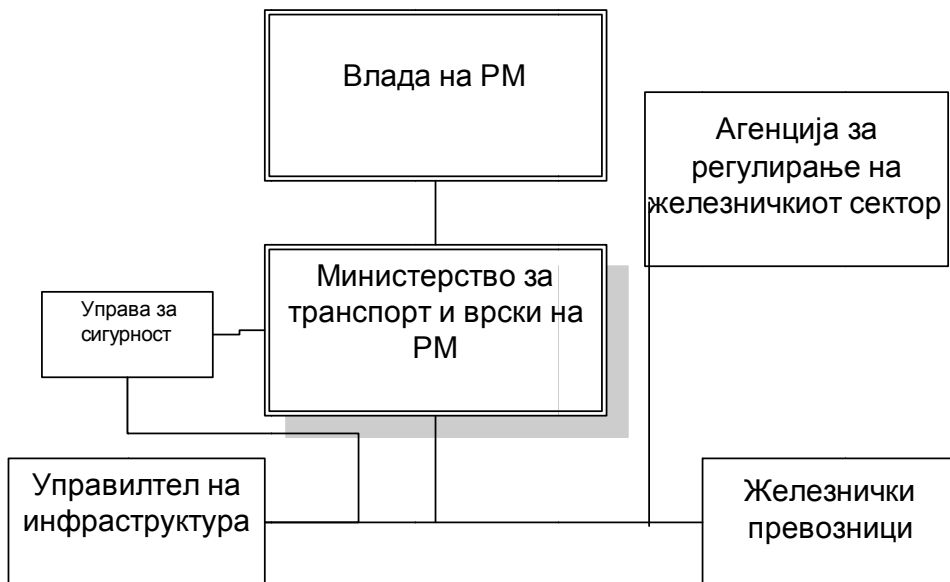 Влада на РМ
Агенција за
регулирање на
железничкиот сектор
Министерство за
транспорт и врски на
РМ
Управа за
сигурност
Управилтел на
инфраструктура
Железнички
превозници